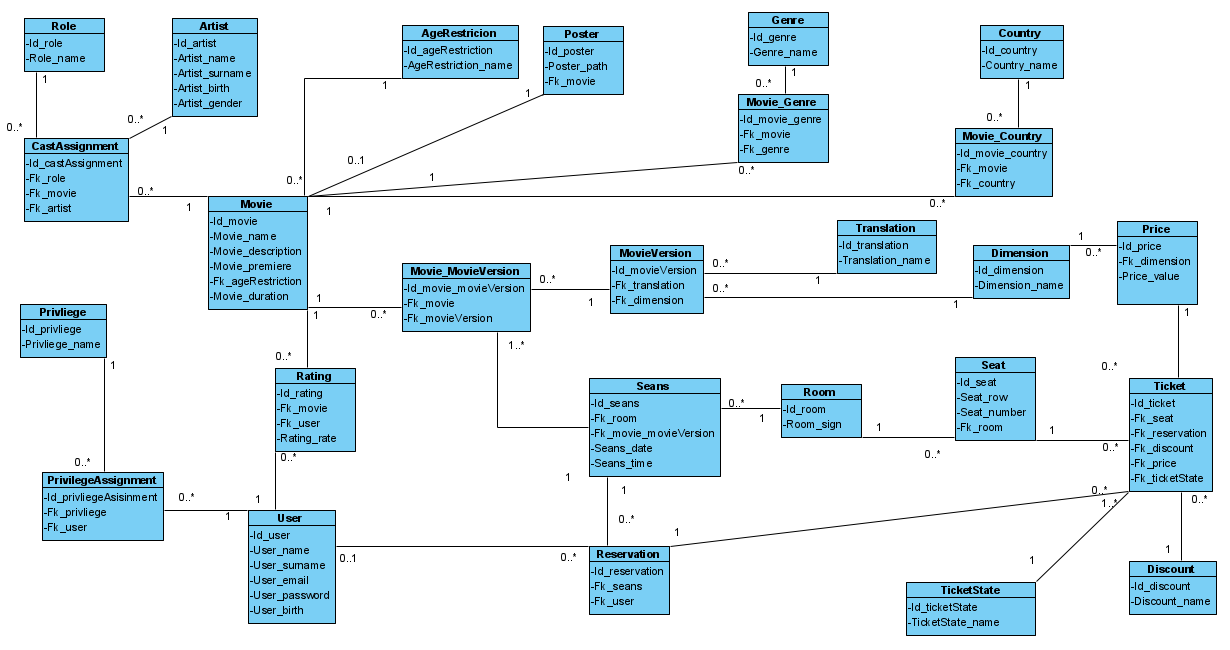 Role
-Id_role
-Role_name
1
0..*
Artist
-Id_artist
-Artist_name
-Artist_surname
-Artist_birth
-Artist_gender
0..*
1
CastAssignment
-Id_castAssignment
-Fk_role
-Fk_movie
-Fk_artist
0..*
1
AgeRestricion
-Id_ageRestriction
-AgeRestriction_name
1
0..*
Poster
-Id_poster
-Poster_path
-Fk_movie
1
0..1
Genre
-Id_genre
-Genre_name
1
0..*
Movie_Genre
-Id_movie_genre
-Fk_movie
-Fk_genre
0..*
1
Country
-Id_country
-Country_name
1
0..*
Movie_Country
-Id_movie_country
-Fk_movie
-Fk_country
0..*
1
Movie
-Id_movie
-Movie_name
-Movie_description
-Movie_premiere
-Fk_ageRestriction
-Movie_duration
1
1
0..*
0..*
Movie_MovieVersion
-Id_movie_movieVersion
-Fk_movie
-Fk_movieVersion
0..*
1
1..*
MovieVersion
-Id_movieVersion
-Fk_translation
-Fk_dimension
0..*
1
0..*
1
Translation
-Id_translation
-Translation_name
Dimension
-Id_dimension
-Dimension_name
1
0..*
Price
-Id_price
-Fk_dimension
-Price_value
1
0..*
Privliege
-Id_privliege
-Privliege_name
1
0..*
Rating
-Id_rating
-Fk_movie
-Fk_user
-Rating_rate
0..*
1
Seans
-Id_seans
-Fk_room
-Fk_movie_movieVersion
-Seans_date
-Seans_time
0..*
1
1
1
0..*
Room
-Id_room
-Room_sign
1
0..*
Seat
-Id_seat
-Seat_row
-Seat_number
-Fk_room
1
0..*
Ticket
-Id_ticket
-Fk_seat
-Fk_reservation
-Fk_discount
-Fk_price
-Fk_ticketState
0..*
1..*
0..*
PrivilegeAssignment
-Id_privliegeAsisinment
-Fk_privliege
-Fk_user
0..*
1
User
-Id_user
-User_name
-User_surname
-User_email
-User_password
-User_birth
0..1
0..*
Reservation
-Id_reservation
-Fk_seans
-Fk_user
1
1
1
TicketState
-Id_ticketState
-TicketState_name
Discount
-Id_discount
-Discount_name